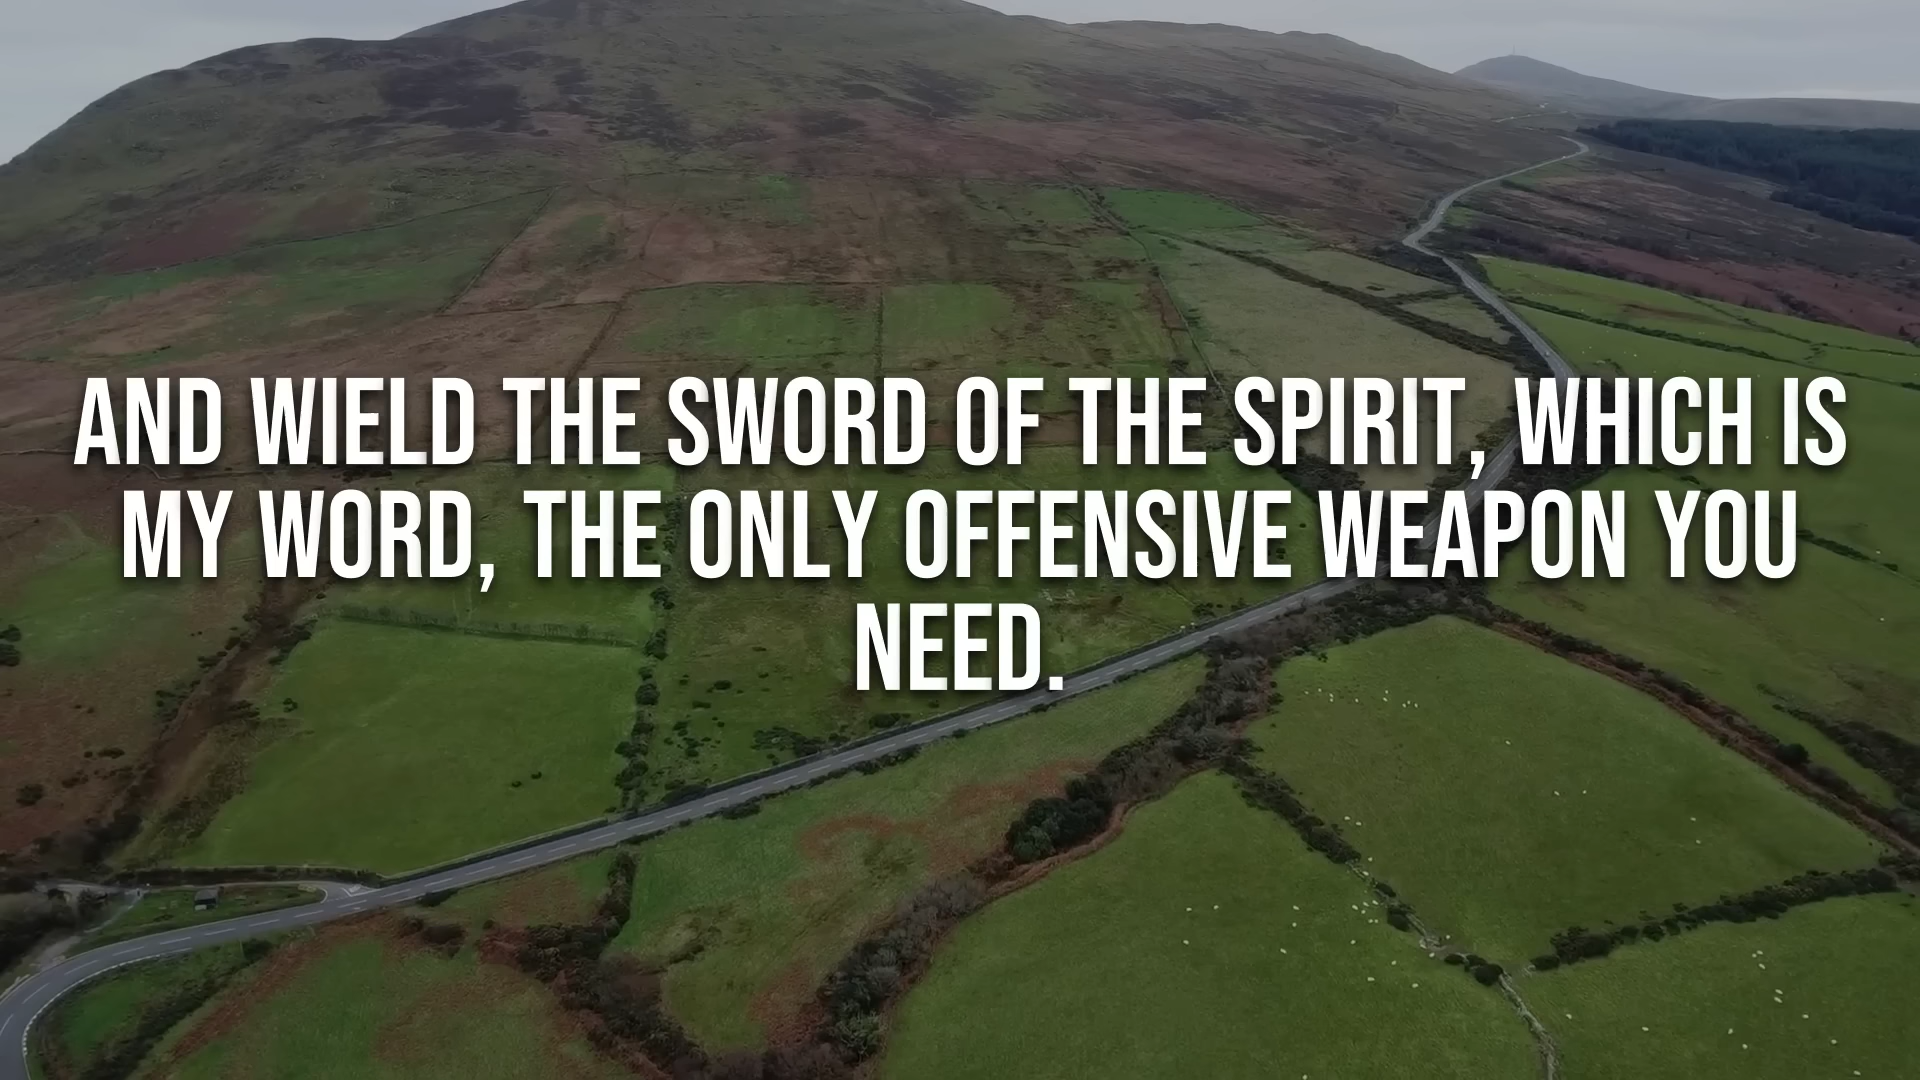 AND WIELD THE SWORD OF THE SPIRIT, WHICH IS
MY WORD, THE ONLY OFFENSIVE WEAPON YOU
NEED.